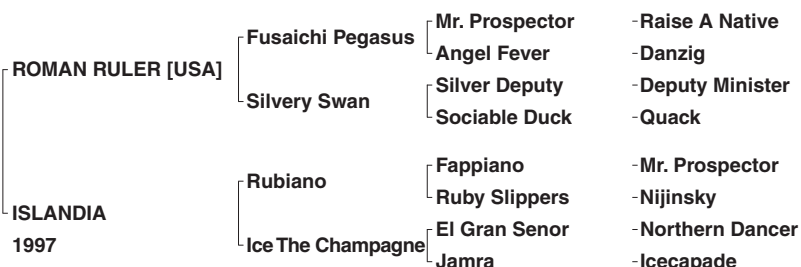 Mr. Prospector -Raise A Native
Fusaichi Pegasus
Angel Fever -Danzig
ROMAN RULER [USA]
Silver Deputy -Deputy Minister
Silvery Swan
Sociable Duck -Quack
Fappiano -Mr. Prospector
Rubiano
Ruby Slippers -Nijinsky
ISLANDIA
El Gran Senor -Northern Dancer
1997
Ice The Champagne
Jamra -Icecapade